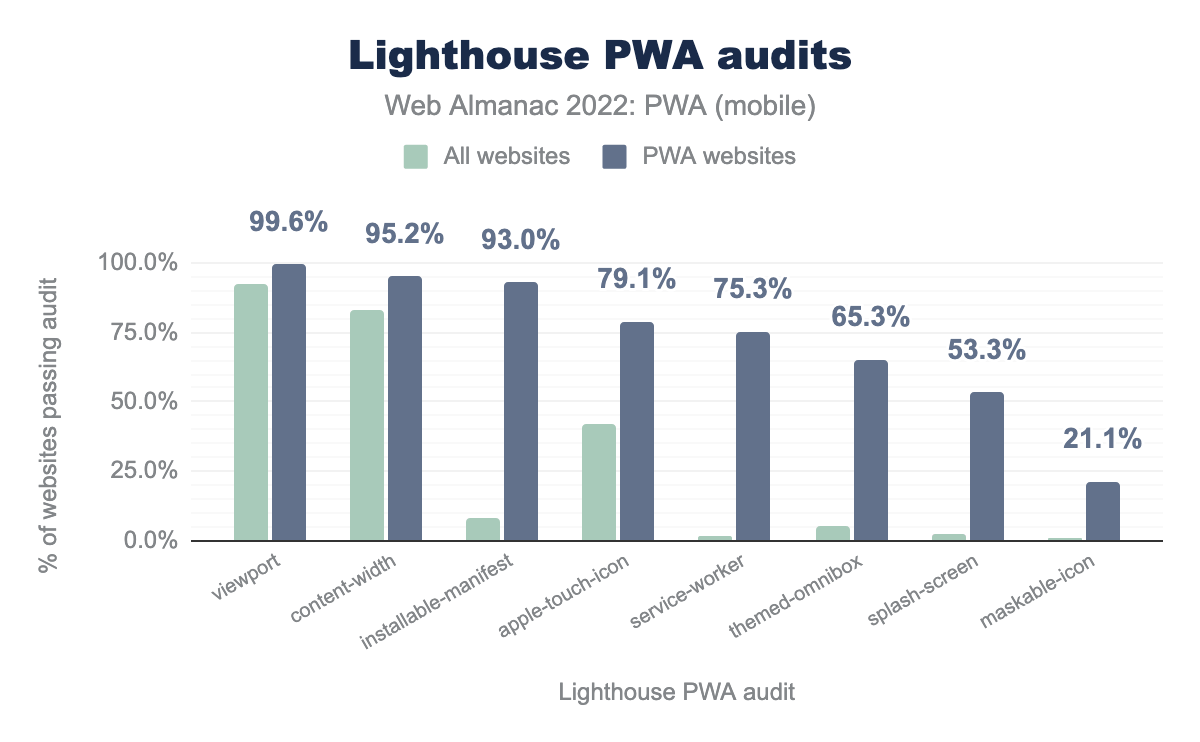 Lighthouse PWA audits
Web Almanac 2022: PWA (mobile)
All websites
PWA websites
99.6%
95.2%
93.0%
79.1%
75.3%
65.3%
53.3%
21.1%
% of websites passing audit
100.0%
75.0%
50.0%
25.0%
0.0%
viewport
content-width
installable-manifest
apple-touch-icon
service-worker
themed-omnibox
splash-screen
maskable-icon
Lighthouse PWA audit